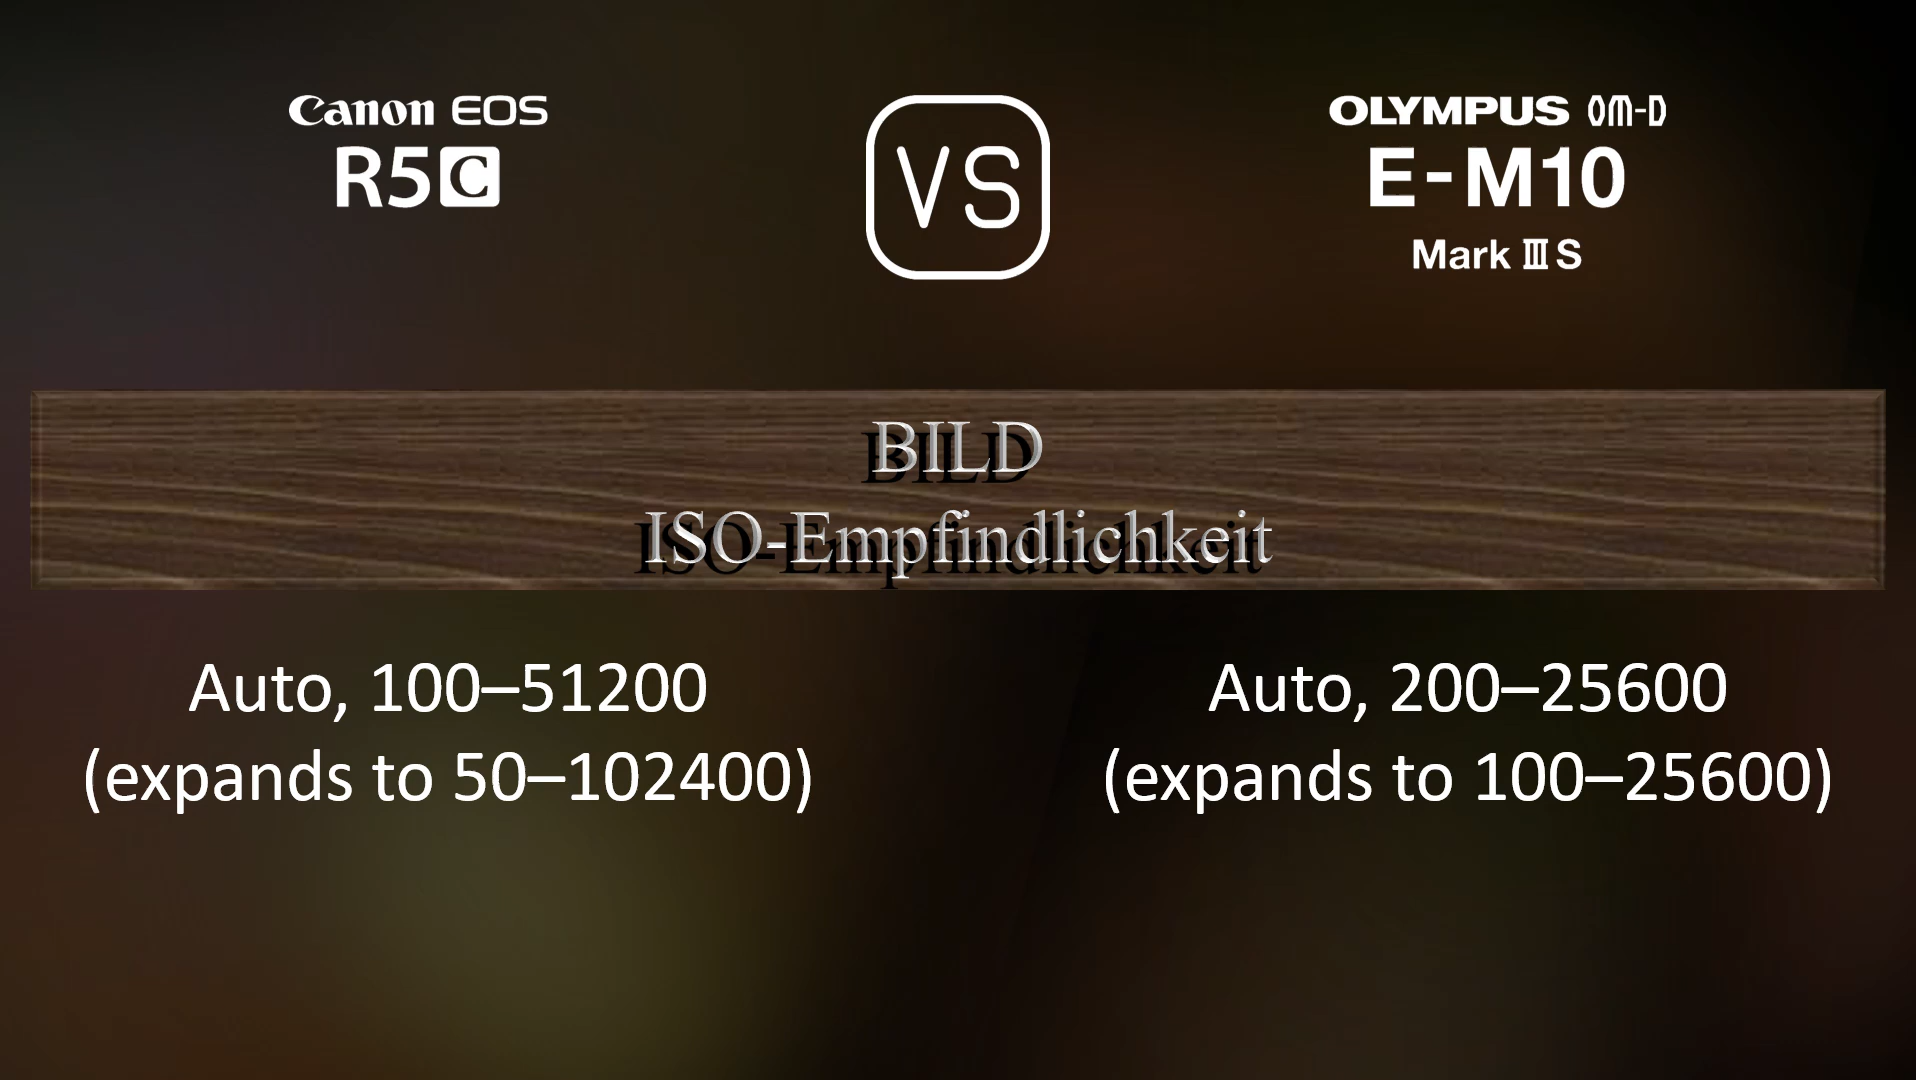 Canon EOS
R5 C
VS
OLYMPUS OM-D
E-M10
Mark III S
BILD
ISO-Empfindlichkeit
Auto, 100–51200
(expands to 50–102400)
Auto, 200–25600
(expands to 100–25600)